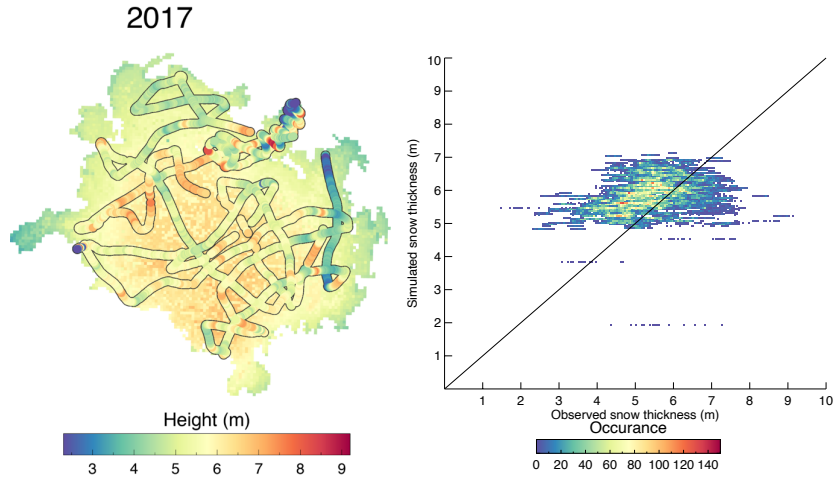 2017
Height (m)
3 4 5 6 7 8 9
Simulated snow thickness (m)
10
9
8
7
6
5
4
3
2
1
1 2 3 4 5 6 7 8 9 10
Observed snow thickness (m)
Occurance
0 20 40 60 80 100 120 140